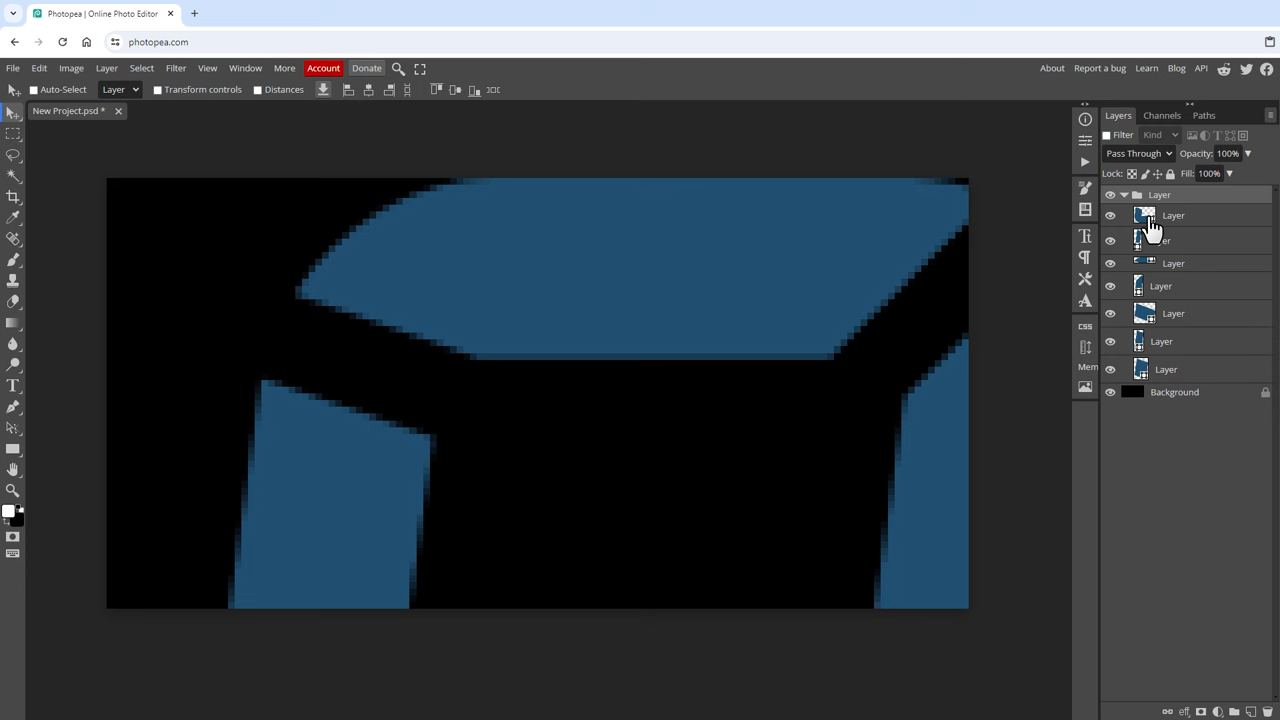 Photopea | Online Photo Editor
photopea.com
File Edit Image Layer Select Filter View Window More Account Donate
About Report a bug Learn Blog API
Auto-Select Layer Transform controls Distances
New Project.psd *
Layers Channels Paths
Filter Kind
Pass Through Opacity: 100%
Lock: Fill: 100%
Layer
Layer
er
Layer
Layer
Layer
Layer
Layer
Background
CSS
Mem